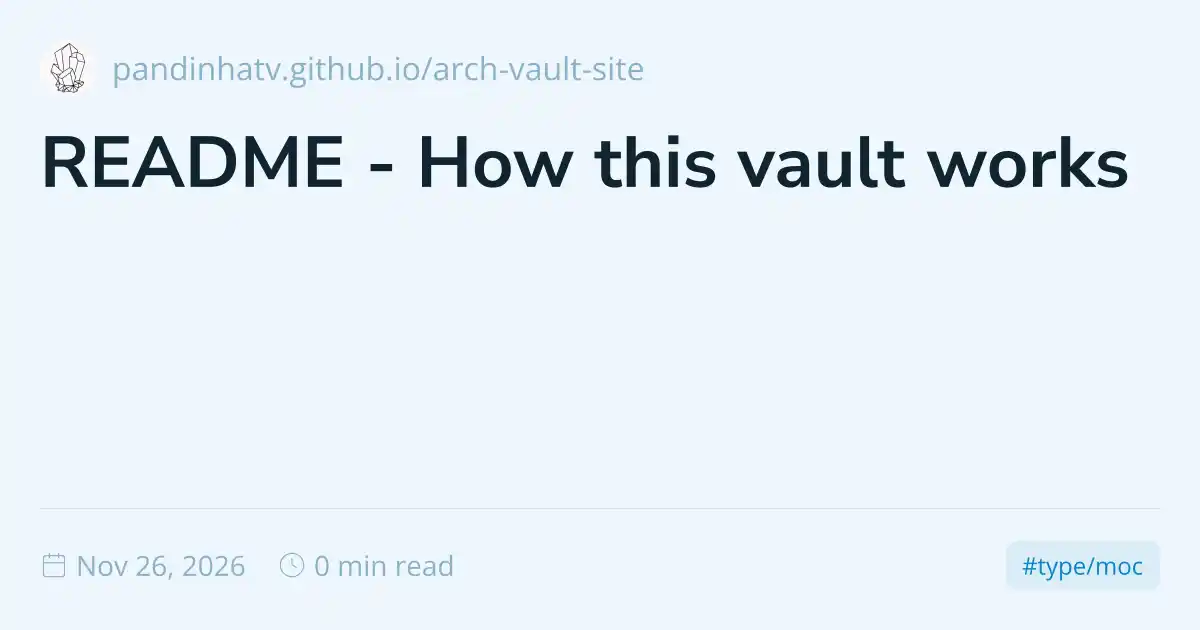 pandinhatv.github.io/arch-vault-site
README - How this vault works
Nov 26, 2026 0 min read #type/moc